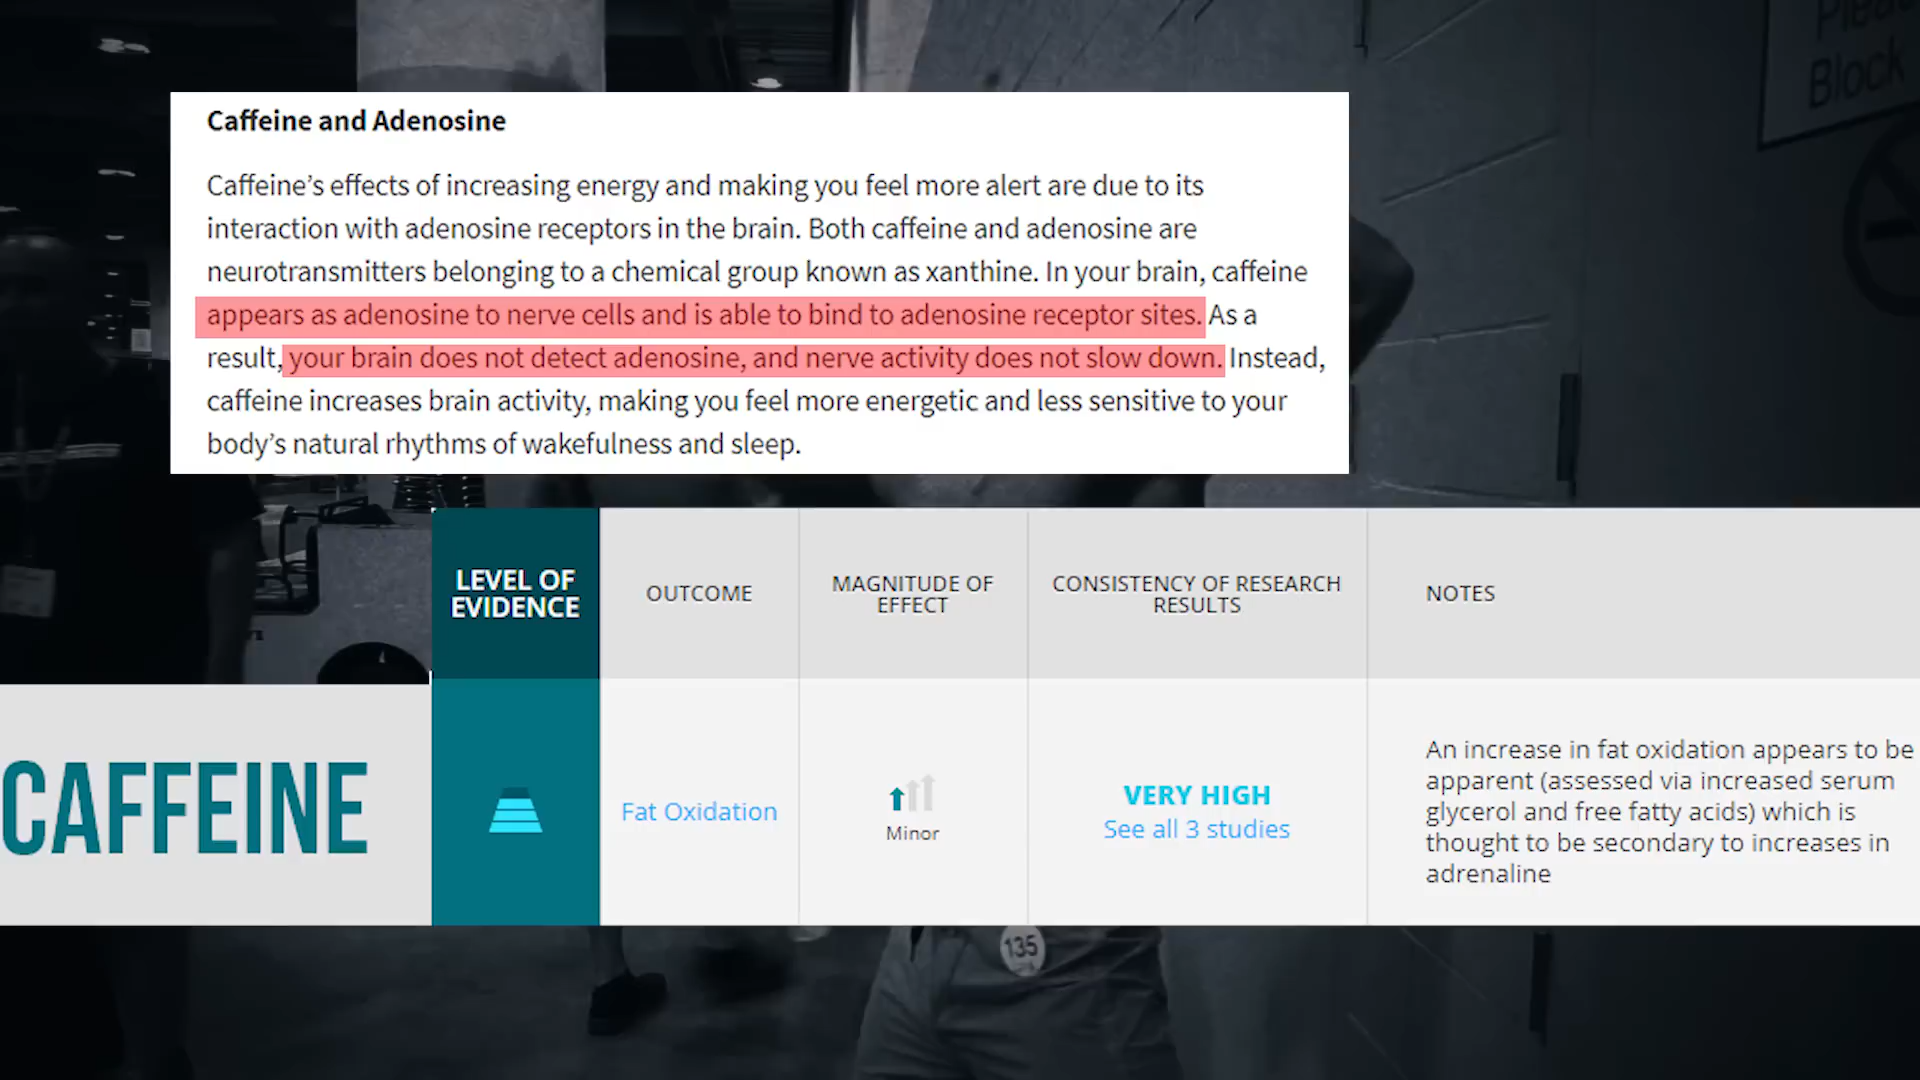 Block
Caffeine and Adenosine
Caffeine’s effects of increasing energy and making you feel more alert are due to its
interaction with adenosine receptors in the brain. Both caffeine and adenosine are
neurotransmitters belonging to a chemical group known as xanthine. In your brain, caffeine
appears as adenosine to nerve cells and is able to bind to adenosine receptor sites. As a
result, your brain does not detect adenosine, and nerve activity does not slow down. Instead,
caffeine increases brain activity, making you feel more energetic and less sensitive to your
body’s natural rhythms of wakefulness and sleep.
LEVEL OF
EVIDENCE
OUTCOME
MAGNITUDE OF
EFFECT
CONSISTENCY OF RESEARCH
RESULTS
NOTES
CAFFEINE
Fat Oxidation
Minor
VERY HIGH
See all 3 studies
An increase in fat oxidation appears to be
apparent (assessed via increased serum
glycerol and free fatty acids) which is
thought to be secondary to increases in
adrenaline
135